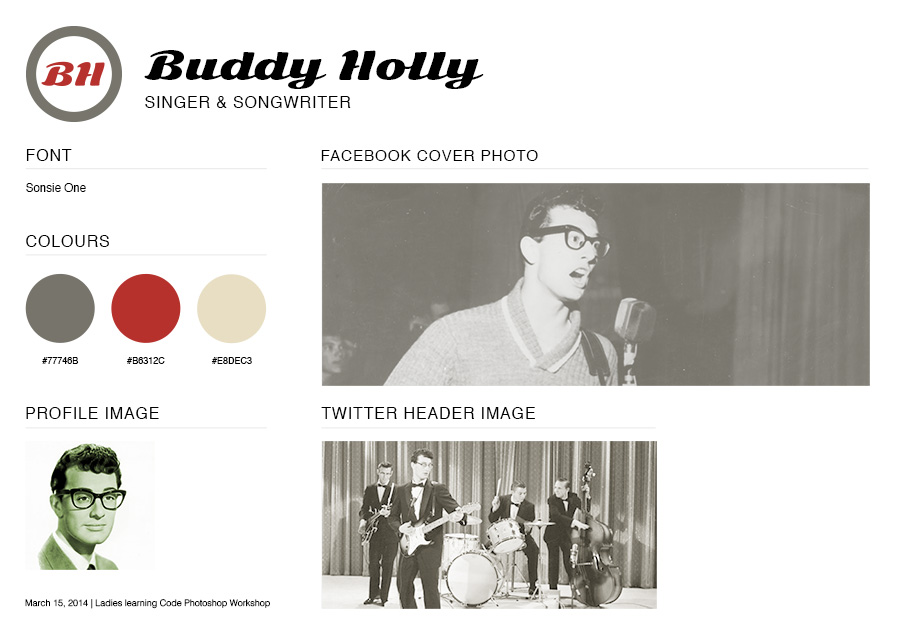 BH
Buddy Holly
SINGER & SONGWRITER
FONT
Sonsie One
COLOURS
#77746B
#B6312C
#E8DEC3
PROFILE IMAGE
March 15, 2014 | Ladies learning Code Photoshop Workshop
FACEBOOK COVER PHOTO
TWITTER HEADER IMAGE